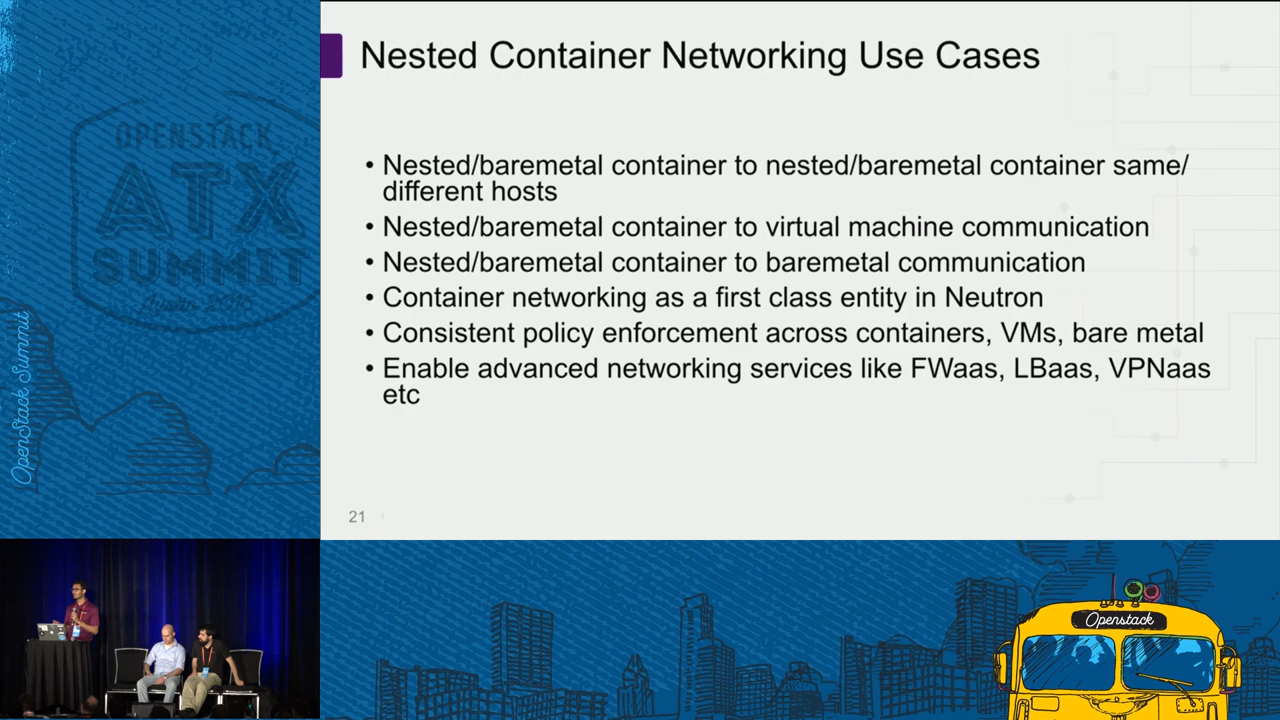 Nested Container Networking Use Cases
• Nested/baremetal container to nested/baremetal container same/
different hosts
• Nested/baremetal container to virtual machine communication
• Nested/baremetal container to baremetal communication
• Container networking as a first class entity in Neutron
• Consistent policy enforcement across containers, VMs, bare metal
• Enable advanced networking services like FWaas, LBaas, VPNaas
etc
21
OPENSTACK
ATX
SUMMIT
Austin 2016
OpenStack Summit
Openstack